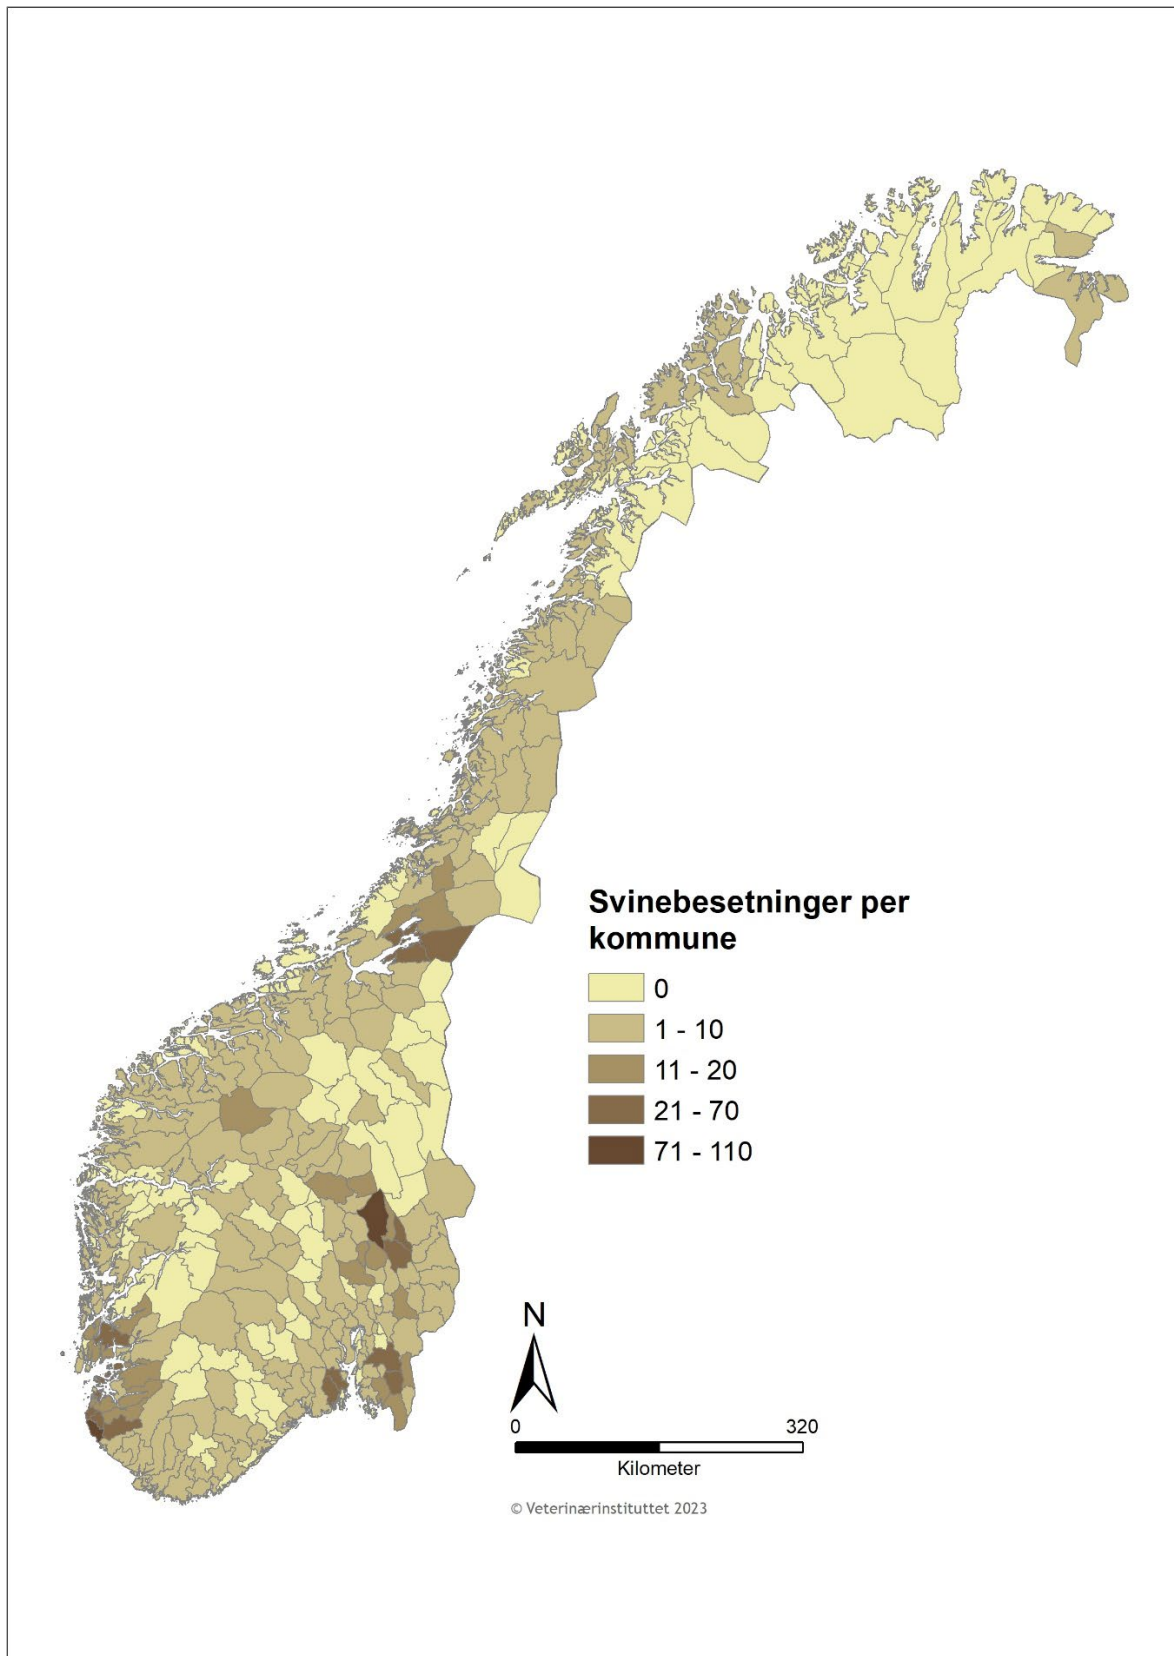 Svinebesetninger per
kommune
0
1 - 10
11 - 20
21 - 70
71 - 110
N
0 320
Kilometer
© Veterinærinstituttet 2023